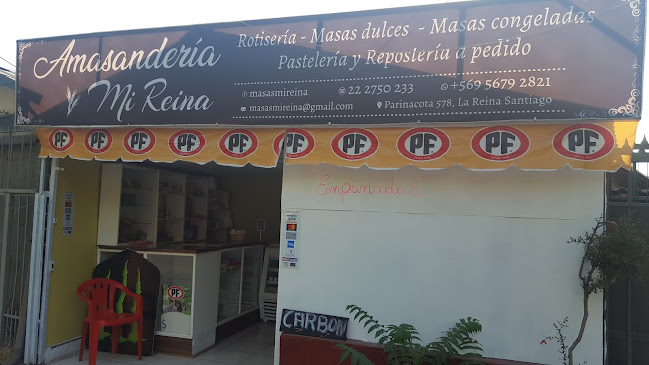 Amasandería
Mi Reina
Rotisería - Masas dulces - Masas congeladas
Pastelería y Repostería a pedido
masasmireina
22 2750 233
+569 5679 2821
masasmireina@gmail.com
Parinacota 578, La Reina Santiago
PF PF PF PF PF PF PF PF PF PF
Empanadas!
PF
CARBON